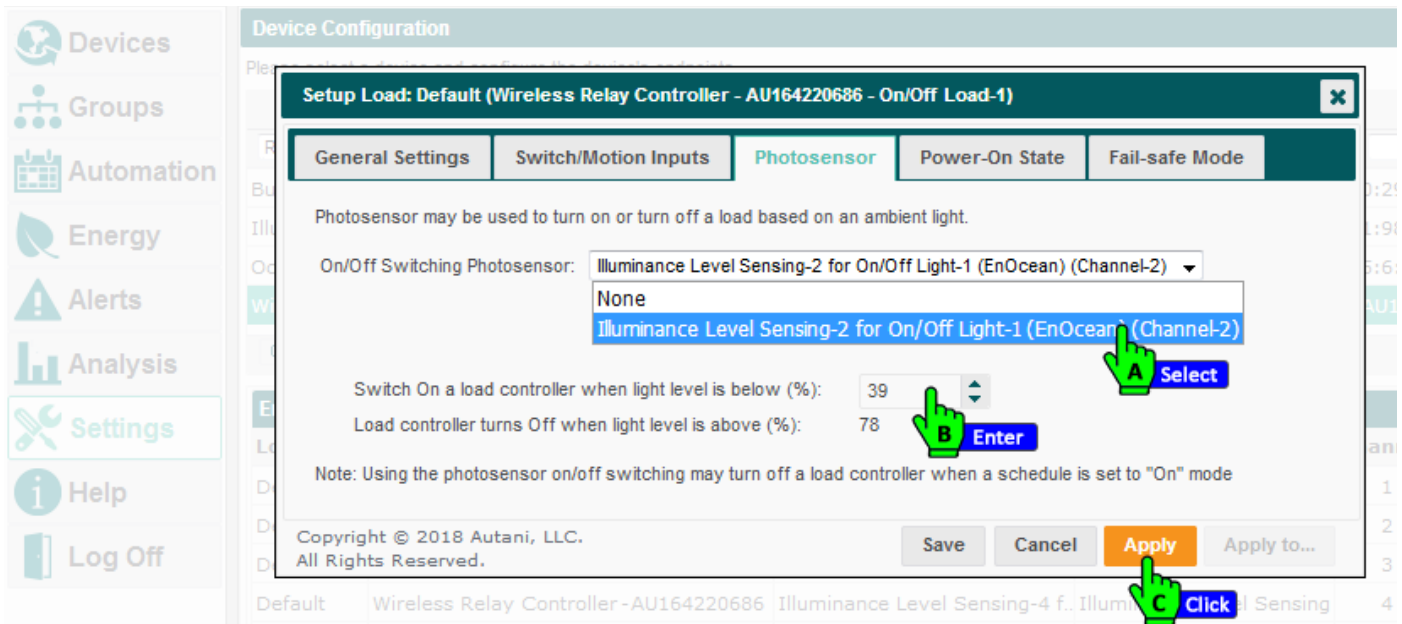 Devices
Groups
Automation
Energy
Alerts
Analysis
Settings
Help
Log Off
Device Configuration
Setup Load: Default (Wireless Relay Controller - AU164220686 - On/Off Load-1)
General Settings
Switch/Motion Inputs
Photosensor
Power-On State
Fail-safe Mode
Photosensor may be used to turn on or turn off a load based on an ambient light.
On/Off Switching Photosensor: Illuminance Level Sensing-2 for On/Off Light-1 (EnOcean) (Channel-2)
None
Illuminance Level Sensing-2 for On/Off Light-1 (EnOcean) (Channel-2)
A Select
Switch On a load controller when light level is below (%): 39
Load controller turns Off when light level is above (%): 78
B Enter
Note: Using the photosensor on/off switching may turn off a load controller when a schedule is set to "On" mode
Copyright © 2018 Autani, LLC.
All Rights Reserved.
Save
Cancel
Apply
Apply to...
C Click
1
2
3
Default Wireless Relay Controller - AU164220686 Illuminance Level Sensing-4 f.. Sensing 4